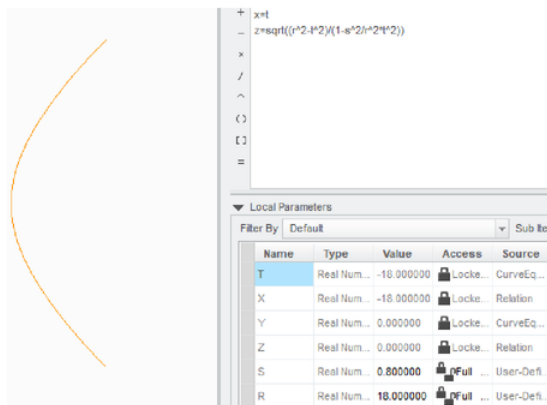 +
x=t
−
z=sqrt((r^2-t^2)/(1-s^2/r^2*t^2))
×
/
^
()
[]
=
Local Parameters
Filter By Default Sub Ite
Name Type Value Access Source
T Real Num... -18.000000 Locke... CurveEq...
X Real Num... -18.000000 Locke... Relation
Y Real Num... 0.000000 Locke... CurveEq...
Z Real Num... 0.000000 Locke... Relation
S Real Num... 0.800000 Full ... User-Defi...
R Real Num... 18.000000 Full ... User-Defi...